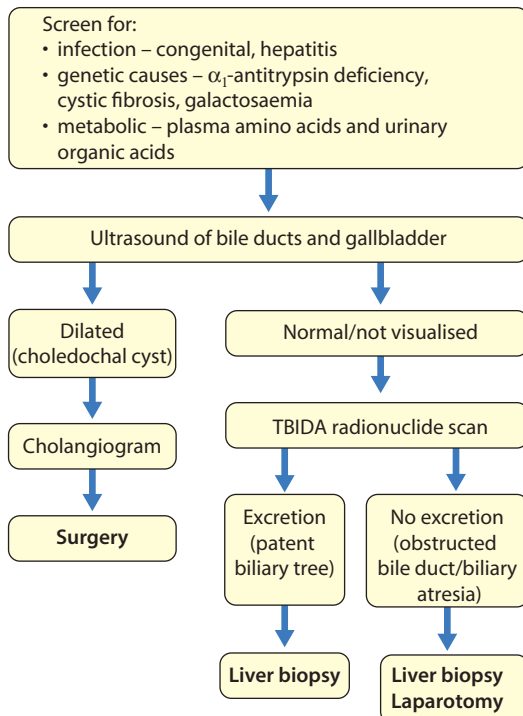 Screen for:
• infection – congenital, hepatitis
• genetic causes – α₁-antitrypsin deficiency,
cystic fibrosis, galactosaemia
• metabolic – plasma amino acids and urinary
organic acids
Ultrasound of bile ducts and gallbladder
Dilated
(choledochal cyst)
Normal/not visualised
Cholangiogram
TBIDA radionuclide scan
Surgery
Excretion
(patent
biliary tree)
No excretion
(obstructed
bile duct/biliary
atresia)
Liver biopsy
Liver biopsy
Laparotomy